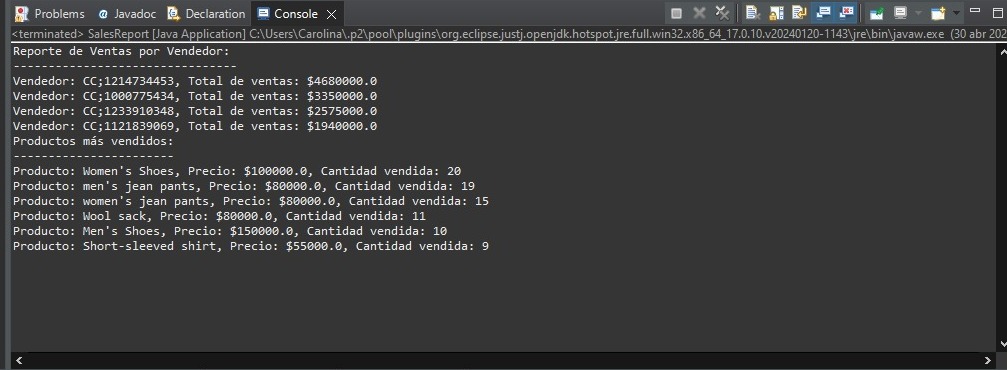 Problems @ Javadoc Declaration Console
<terminated> SalesReport [Java Application] C:\Users\Carolina\.p2\pool\plugins\org.eclipse.justj.openjdk.hotspot.jre.full.win32.x86_64_17.0.10.v20240120-1143\jre\bin\javaw.exe (30 abr 202
Reporte de Ventas por Vendedor:
--------------------------------
Vendedor: CC;1214734453, Total de ventas: $4680000.0
Vendedor: CC;1000775434, Total de ventas: $3350000.0
Vendedor: CC;1233910348, Total de ventas: $2575000.0
Vendedor: CC;1121839069, Total de ventas: $1940000.0
Productos más vendidos:
-----------------------
Producto: Women's Shoes, Precio: $100000.0, Cantidad vendida: 20
Producto: men's jean pants, Precio: $80000.0, Cantidad vendida: 19
Producto: women's jean pants, Precio: $80000.0, Cantidad vendida: 15
Producto: Wool sack, Precio: $80000.0, Cantidad vendida: 11
Producto: Men's Shoes, Precio: $150000.0, Cantidad vendida: 10
Producto: Short-sleeved shirt, Precio: $55000.0, Cantidad vendida: 9